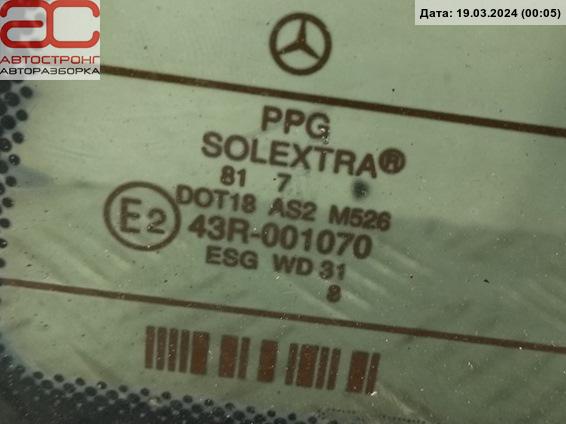 Дата: 19.03.2024 (00:05)
АС
АВТОСТРОНГ
АВТОРАЗБОРКА
PPG
SOLEXTRA®
81 7
DOT18 AS2 M526
E2 43R-001070
ESG WD 31
8